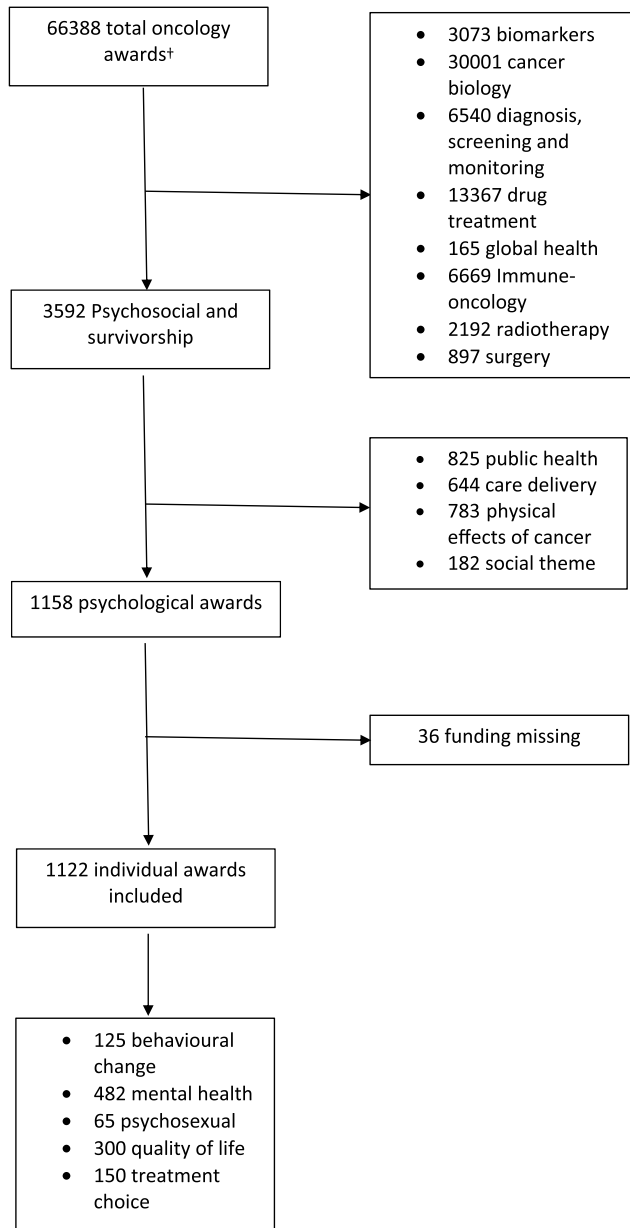 66388 total oncology
awards†
• 3073 biomarkers
• 30001 cancer
biology
• 6540 diagnosis,
screening and
monitoring
• 13367 drug
treatment
• 165 global health
• 6669 Immune-
oncology
• 2192 radiotherapy
• 897 surgery
3592 Psychosocial and
survivorship
• 825 public health
• 644 care delivery
• 783 physical
effects of cancer
• 182 social theme
1158 psychological awards
36 funding missing
1122 individual awards
included
• 125 behavioural
change
• 482 mental health
• 65 psychosexual
• 300 quality of life
• 150 treatment
choice